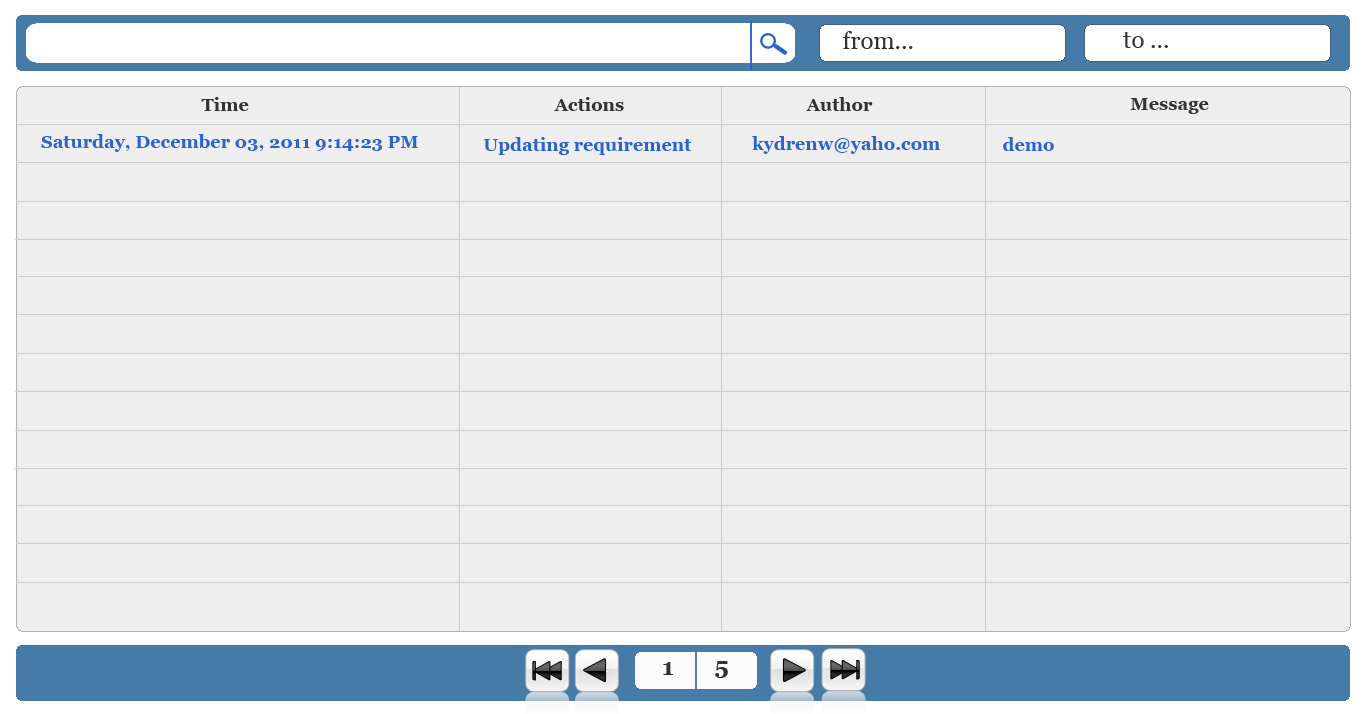 from...
to ...
Time
Actions
Author
Message
Saturday, December 03, 2011 9:14:23 PM
Updating requirement
kydrenw@yaho.com
demo
1
5